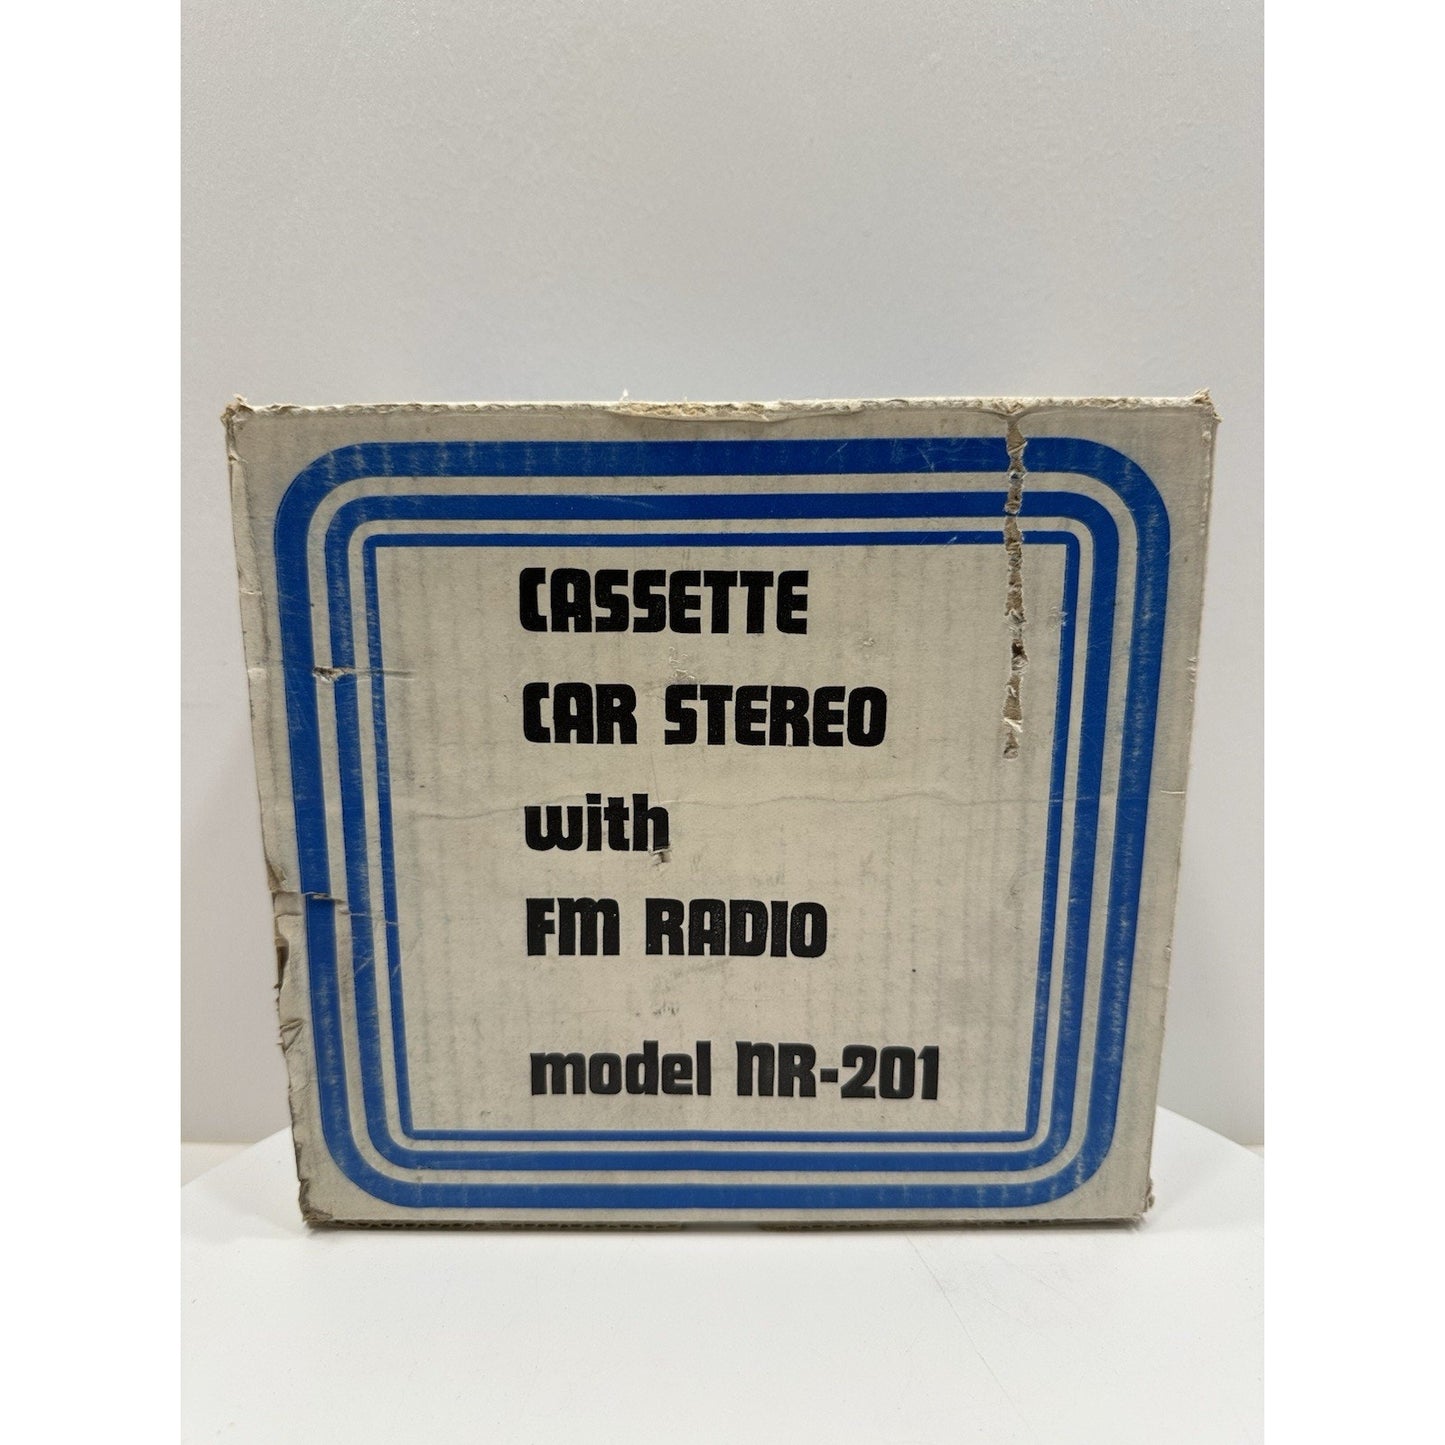 CASSETTE
CAR STEREO
with
FM RADIO
model NR-201